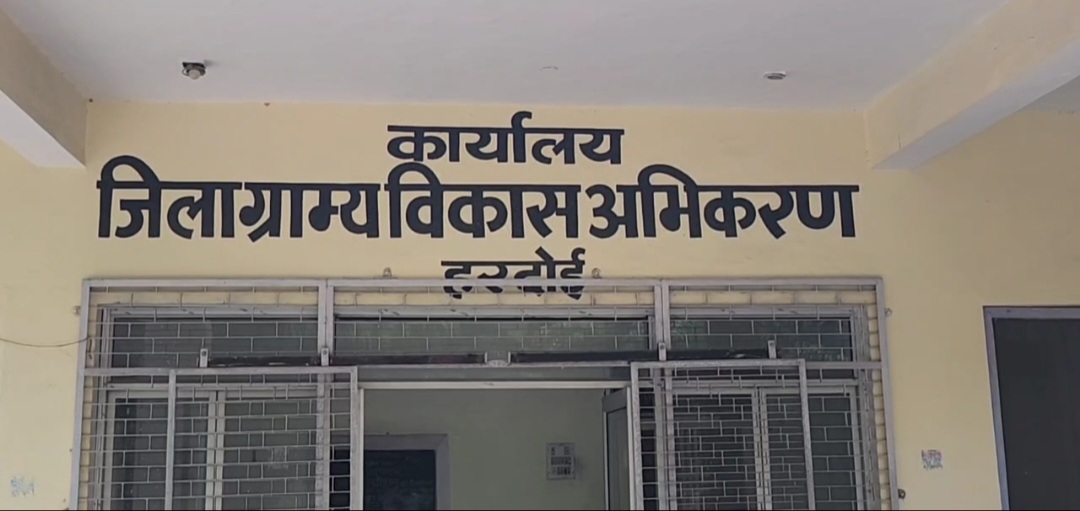 कार्यालय
जिला ग्राम्य विकास अभिकरण
हरदोई